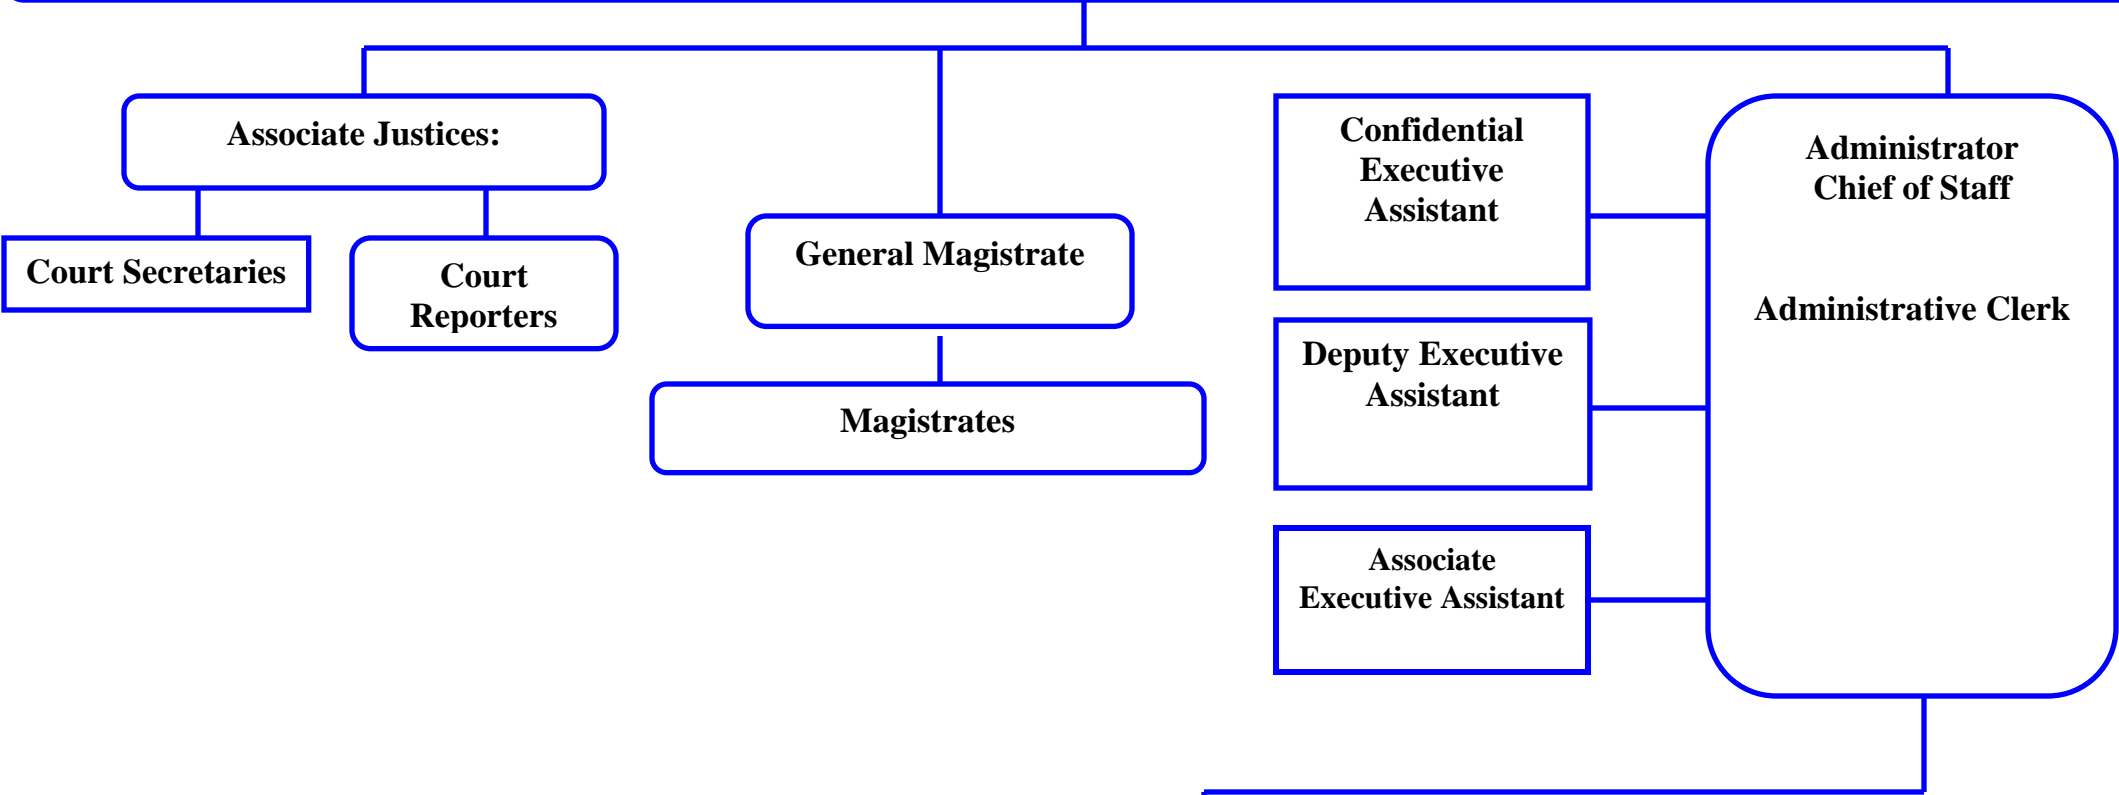 Associate Justices:
Court Secretaries
Court
Reporters
General Magistrate
Magistrates
Confidential
Executive
Assistant
Deputy Executive
Assistant
Associate
Executive Assistant
Administrator
Chief of Staff
Administrative Clerk